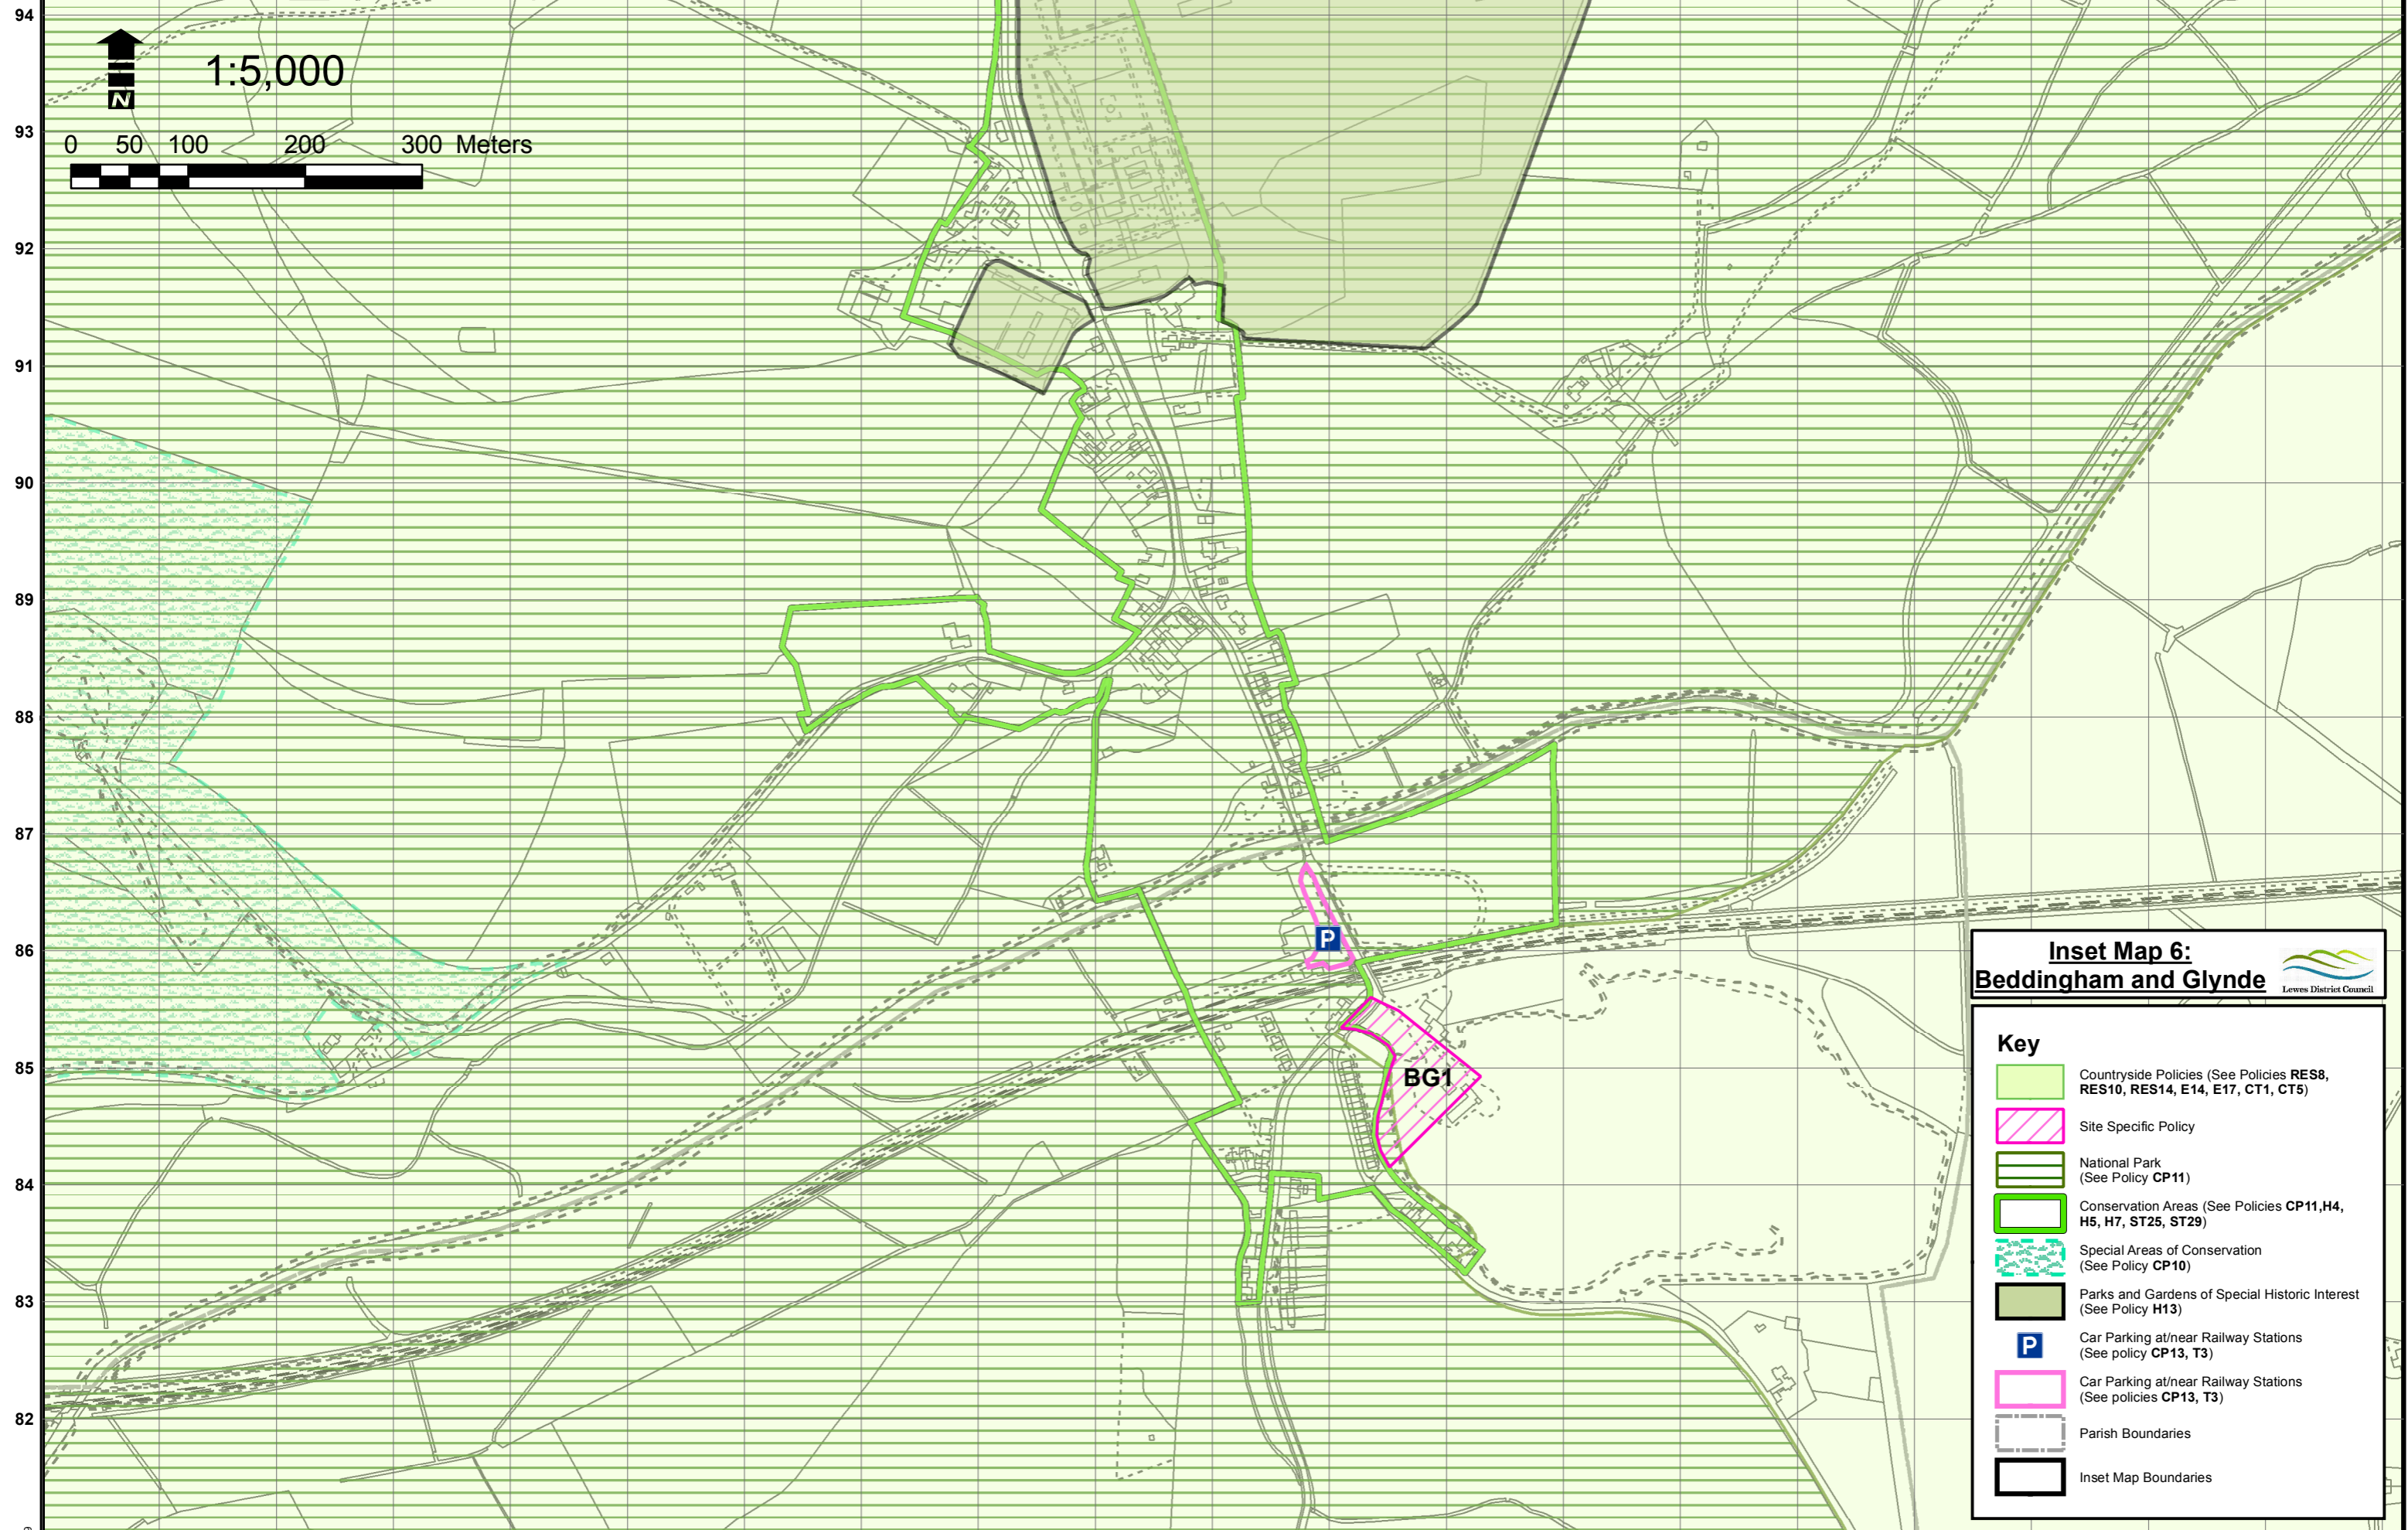 94
1:5,000
N
93
0 50 100 200 300 Meters
92
91
90
89
88
87
P
86
Inset Map 6:
Beddingham and Glynde
Lewes District Council
85
BG1
Key
Countryside Policies (See Policies RES8,
RES10, RES14, E14, E17, CT1, CT5)
Site Specific Policy
84
National Park
(See Policy CP11)
Conservation Areas (See Policies CP11,H4,
H5, H7, ST25, ST29)
Special Areas of Conservation
(See Policy CP10)
83
Parks and Gardens of Special Historic Interest
(See Policy H13)
P
Car Parking at/near Railway Stations
(See policy CP13, T3)
Car Parking at/near Railway Stations
(See policies CP13, T3)
82
Parish Boundaries
Inset Map Boundaries